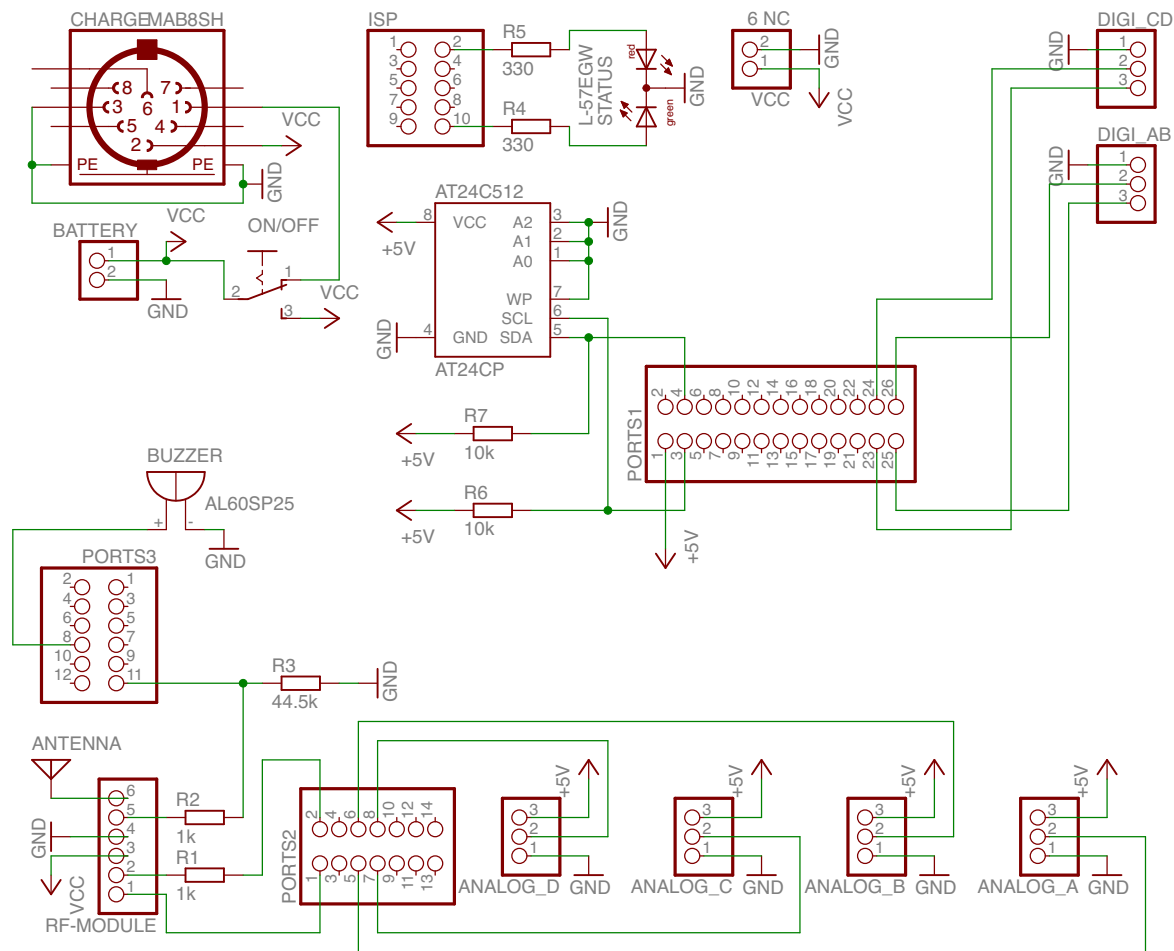 CHARGE MAB8SH
8 7
3 6 1
5 4
2
PE PE
VCC
GND
ISP
1 2
3 4
5 6
7 8
9 10
R5
330
R4
330
red
green
L-57EGW
STATUS
GND
6 NC
2
1
GND
VCC
VCC
DIGI_CD
GND
1
2
3
DIGI_AB
GND
1
2
3
BATTERY
1
2
VCC
GND
ON/OFF
2
1
3
VCC
AT24C512
8 VCC A2 3
A1 2
A0 1
WP 7
SCL 6
4 GND SDA 5
AT24CP
+5V
GND
GND
R7
10k
+5V
R6
10k
+5V
PORTS1
2 4 6 8 10 12 14 16 18 20 22 24 26
1 3 5 7 9 11 13 15 17 19 21 23 25
+5V
BUZZER
AL60SP25
+ -
GND
PORTS3
2 1
4 3
6 5
8 7
10 9
12 11
R3
44.5k
GND
ANTENNA
6
5
4
3
2
1
GND
VCC
RF-MODULE
R2
1k
R1
1k
PORTS2
2 4 6 8 10 12 14
1 3 5 7 9 11 13
+5V
3
2
1
ANALOG_D
GND
+5V
3
2
1
ANALOG_C
GND
+5V
3
2
1
ANALOG_B
GND
+5V
3
2
1
ANALOG_A
GND